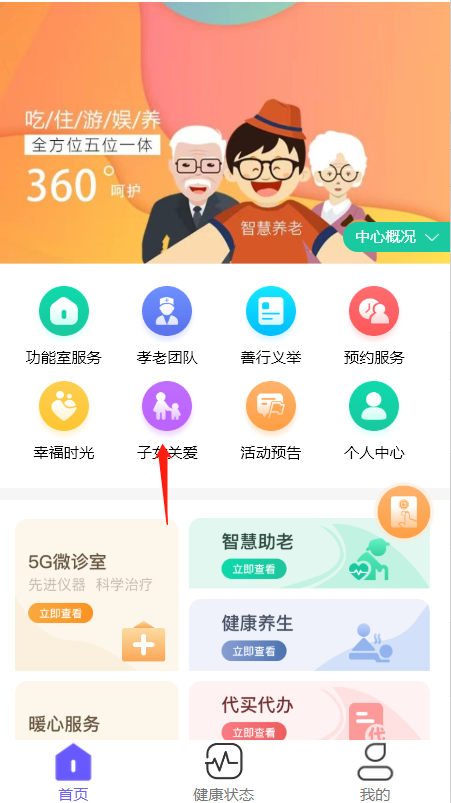 吃/住/游/娱/养
全方位五位一体
360°呵护
智慧养老
中心概况
功能室服务 孝老团队 善行义举 预约服务
幸福时光 子女关爱 活动预告 个人中心
5G微诊室
先进仪器 科学治疗
立即查看
智慧助老
立即查看
健康养生
立即查看
暖心服务
代买代办
立即查看
代
首页 健康状态 我的